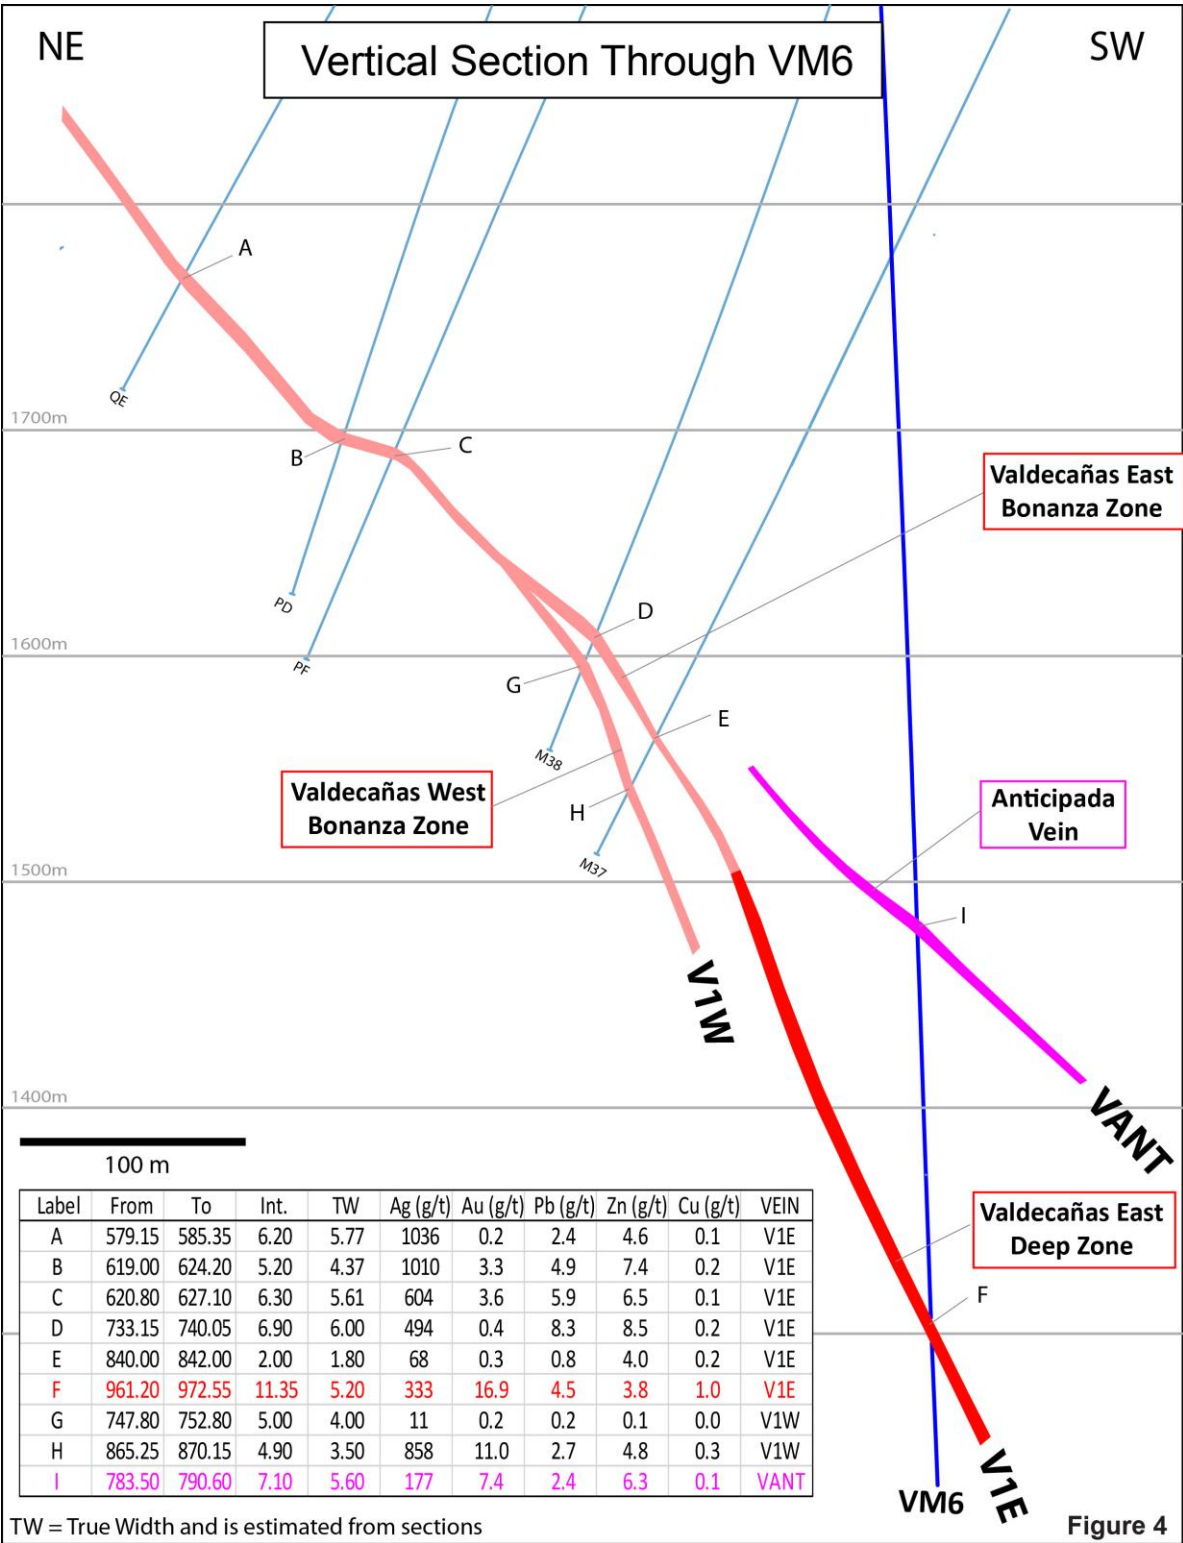 NE
Vertical Section Through VM6
SW
A
QE
1700m
B
C
Valdecañas East
Bonanza Zone
PD
D
1600m
PF
G
E
M38
Valdecañas West
Bonanza Zone
H
Anticipada
Vein
M37
1500m
I
V1W
1400m
VANT
100 m
Label From To Int. TW Ag (g/t) Au (g/t) Pb (g/t) Zn (g/t) Cu (g/t) VEIN
A 579.15 585.35 6.20 5.77 1036 0.2 2.4 4.6 0.1 V1E
B 619.00 624.20 5.20 4.37 1010 3.3 4.9 7.4 0.2 V1E
C 620.80 627.10 6.30 5.61 604 3.6 5.9 6.5 0.1 V1E
D 733.15 740.05 6.90 6.00 494 0.4 8.3 8.5 0.2 V1E
E 840.00 842.00 2.00 1.80 68 0.3 0.8 4.0 0.2 V1E
F 961.20 972.55 11.35 5.20 333 16.9 4.5 3.8 1.0 V1E
G 747.80 752.80 5.00 4.00 11 0.2 0.2 0.1 0.0 V1W
H 865.25 870.15 4.90 3.50 858 11.0 2.7 4.8 0.3 V1W
I 783.50 790.60 7.10 5.60 177 7.4 2.4 6.3 0.1 VANT
Valdecañas East
Deep Zone
F
VM6
V1E
TW = True Width and is estimated from sections
Figure 4